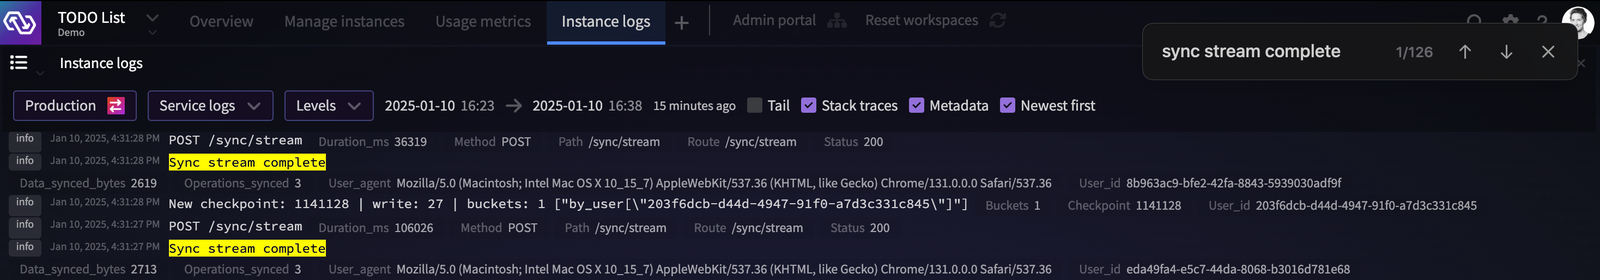 TODO List
Demo
Overview Manage instances Usage metrics Instance logs + Admin portal Reset workspaces
sync stream complete 1/126
Instance logs
Production Service logs Levels 2025-01-10 16:23 → 2025-01-10 16:38 15 minutes ago Tail Stack traces Metadata Newest first
info Jan 10, 2025, 4:31:28 PM POST /sync/stream Duration_ms 36319 Method POST Path /sync/stream Route /sync/stream Status 200
info Jan 10, 2025, 4:31:28 PM Sync stream complete
Data_synced_bytes 2619 Operations_synced 3 User_agent Mozilla/5.0 (Macintosh; Intel Mac OS X 10_15_7) AppleWebKit/537.36 (KHTML, like Gecko) Chrome/131.0.0.0 Safari/537.36 User_id 8b963ac9-bfe2-42fa-8843-5939030adf9f
info Jan 10, 2025, 4:31:28 PM New checkpoint: 1141128 | write: 27 | buckets: 1 ["by_user[\"203f6dcb-d44d-4947-91f0-a7d3c331c845\"]"] Buckets 1 Checkpoint 1141128 User_id 203f6dcb-d44d-4947-91f0-a7d3c331c845
info Jan 10, 2025, 4:31:27 PM POST /sync/stream Duration_ms 106026 Method POST Path /sync/stream Route /sync/stream Status 200
info Jan 10, 2025, 4:31:27 PM Sync stream complete
Data_synced_bytes 2713 Operations_synced 3 User_agent Mozilla/5.0 (Macintosh; Intel Mac OS X 10_15_7) AppleWebKit/537.36 (KHTML, like Gecko) Chrome/131.0.0.0 Safari/537.36 User_id eda49fa4-e5c7-44da-8068-b3016d781e68